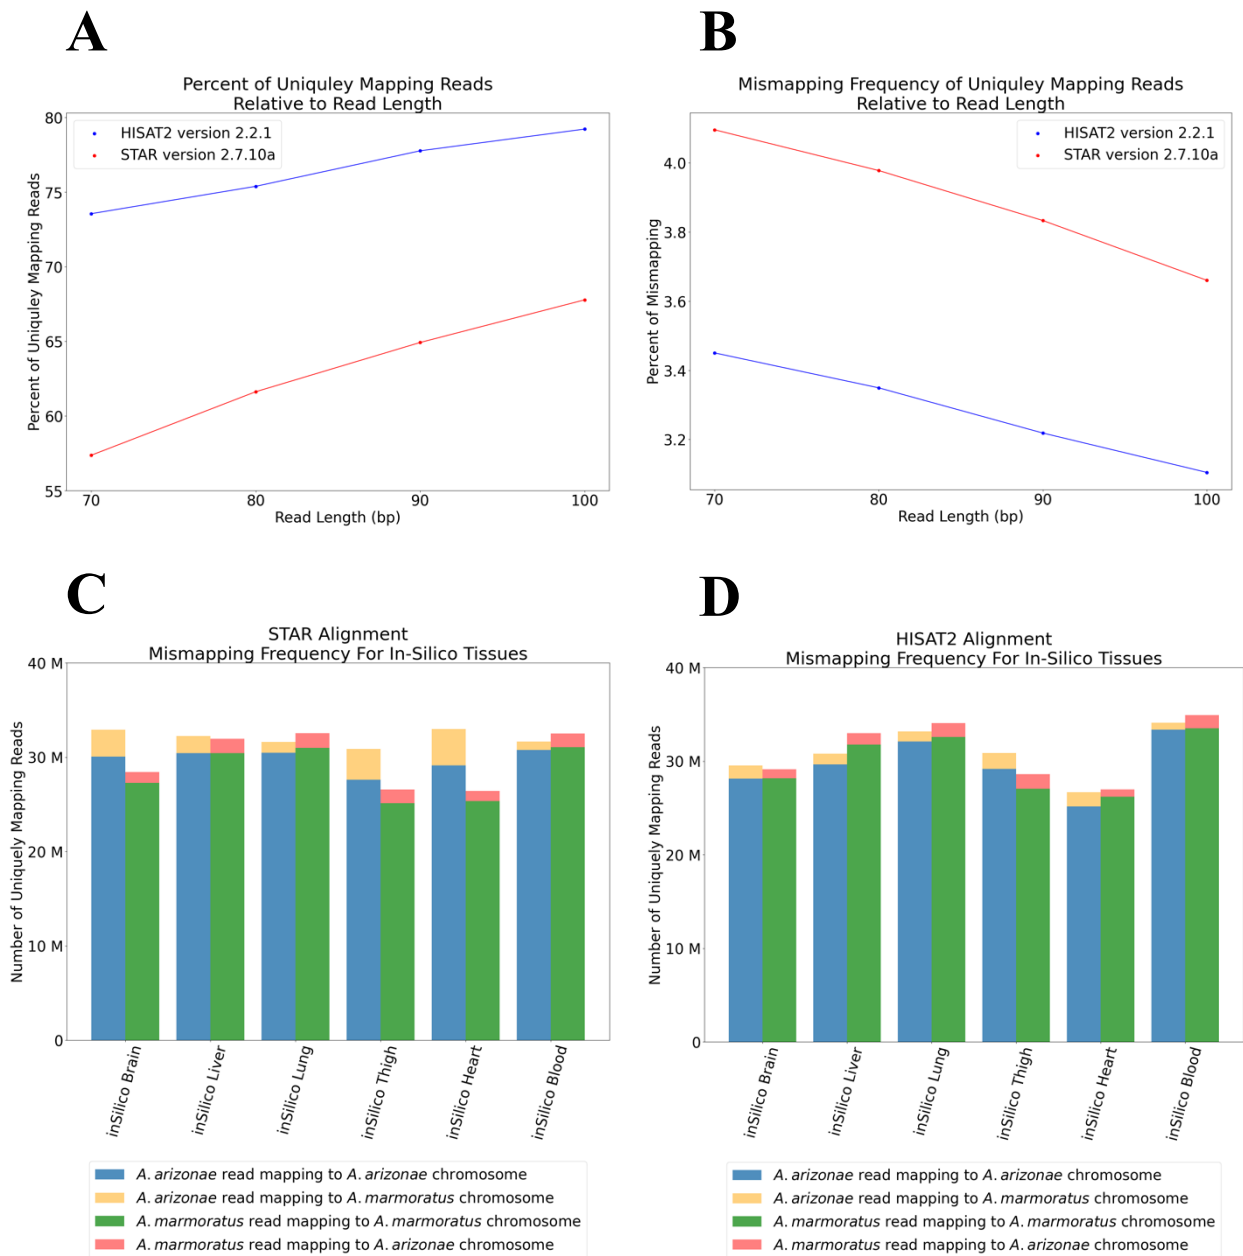 A
Percent of Uniquley Mapping Reads
Relative to Read Length
HISAT2 version 2.2.1
STAR version 2.7.10a
Percent of Uniquley Mapping Reads
80
75
70
65
60
55
70 80 90 100
Read Length (bp)
B
Mismapping Frequency of Uniquley Mapping Reads
Relative to Read Length
HISAT2 version 2.2.1
STAR version 2.7.10a
Percent of Mismapping
4.0
3.8
3.6
3.4
3.2
70 80 90 100
Read Length (bp)
C
STAR Alignment
Mismapping Frequency For In-Silico Tissues
Number of Uniquely Mapping Reads
40 M
30 M
20 M
10 M
0
inSilico Brain
inSilico Liver
inSilico Lung
inSilico Thigh
inSilico Heart
inSilico Blood
A. arizonae read mapping to A. arizonae chromosome
A. arizonae read mapping to A. marmoratus chromosome
A. marmoratus read mapping to A. marmoratus chromosome
A. marmoratus read mapping to A. arizonae chromosome
D
HISAT2 Alignment
Mismapping Frequency For In-Silico Tissues
Number of Uniquely Mapping Reads
40 M
30 M
20 M
10 M
0
inSilico Brain
inSilico Liver
inSilico Lung
inSilico Thigh
inSilico Heart
inSilico Blood
A. arizonae read mapping to A. arizonae chromosome
A. arizonae read mapping to A. marmoratus chromosome
A. marmoratus read mapping to A. marmoratus chromosome
A. marmoratus read mapping to A. arizonae chromosome